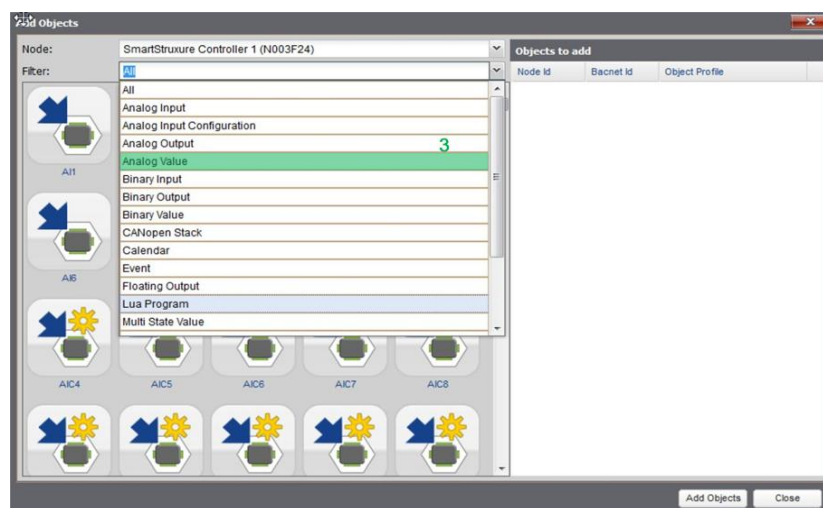 Add Objects
Node: SmartStruxure Controller 1 (N003F24)
Filter: All
Objects to add
Node Id Bacnet Id Object Profile
All
Analog Input
Analog Input Configuration
Analog Output 3
Analog Value
Binary Input
Binary Output
Binary Value
CANopen Stack
Calendar
Event
Floating Output
Lua Program
Multi State Value
AI1
AI6
AIC4 AIC5 AIC6 AIC7 AIC8
Add Objects Close